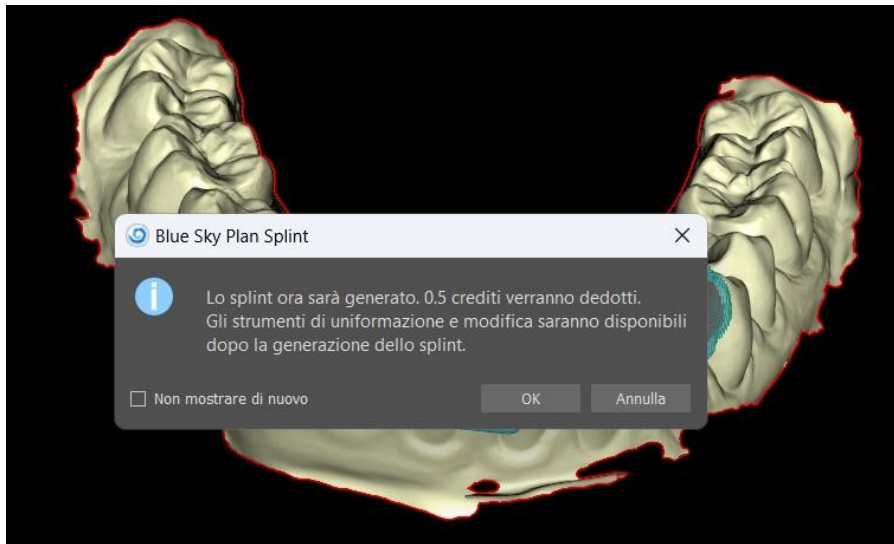 Blue Sky Plan Splint
Lo splint ora sarà generato. 0.5 crediti verranno dedotti.
Gli strumenti di uniformazione e modifica saranno disponibili
dopo la generazione dello splint.
Non mostrare di nuovo
OK
Annulla